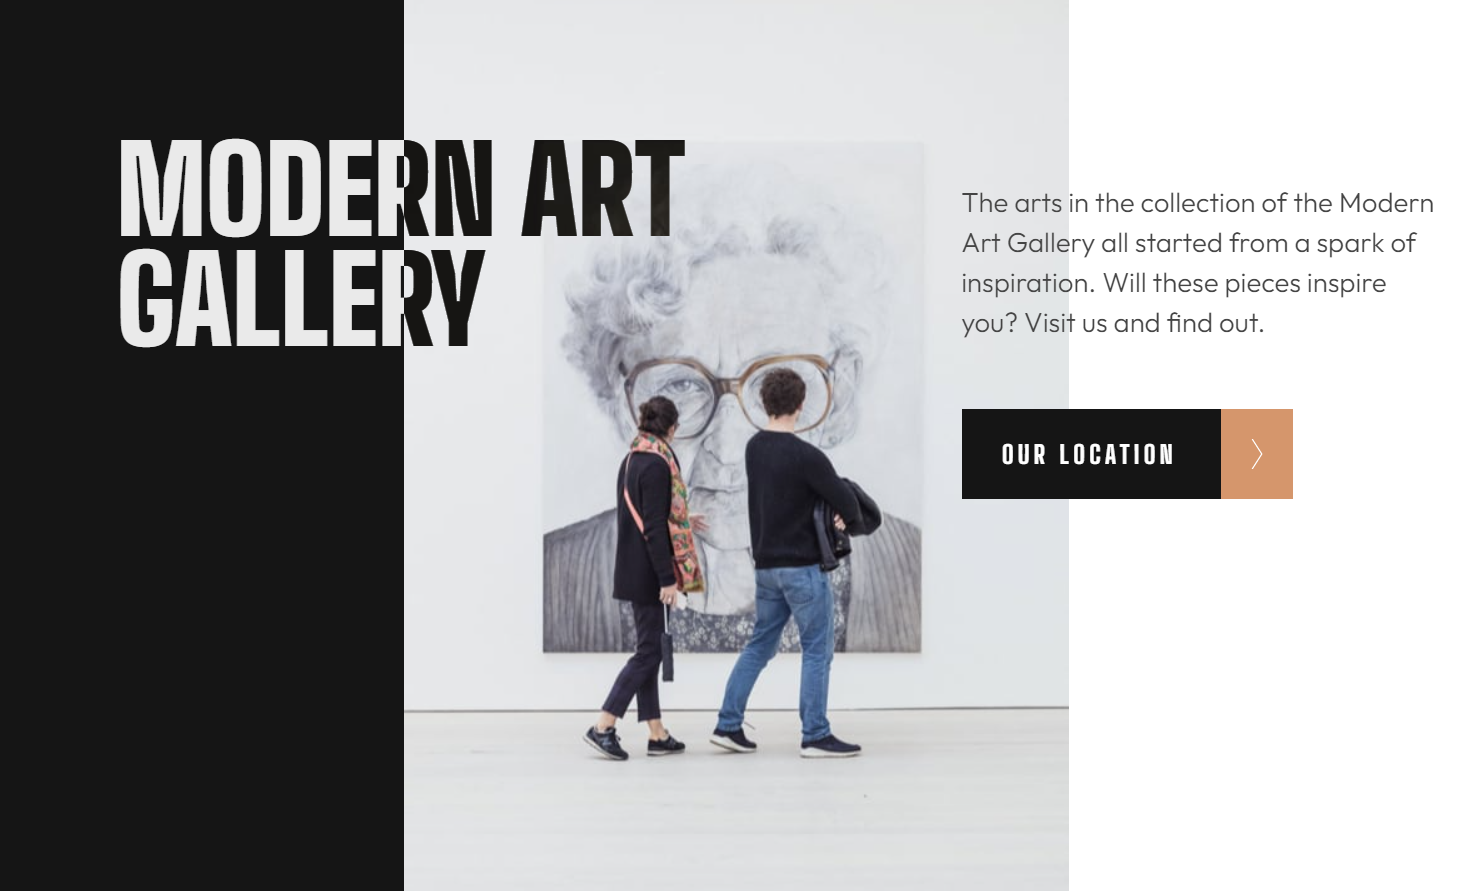 MODERN ART
GALLERY
The arts in the collection of the Modern
Art Gallery all started from a spark of
inspiration. Will these pieces inspire
you? Visit us and find out.
OUR LOCATION